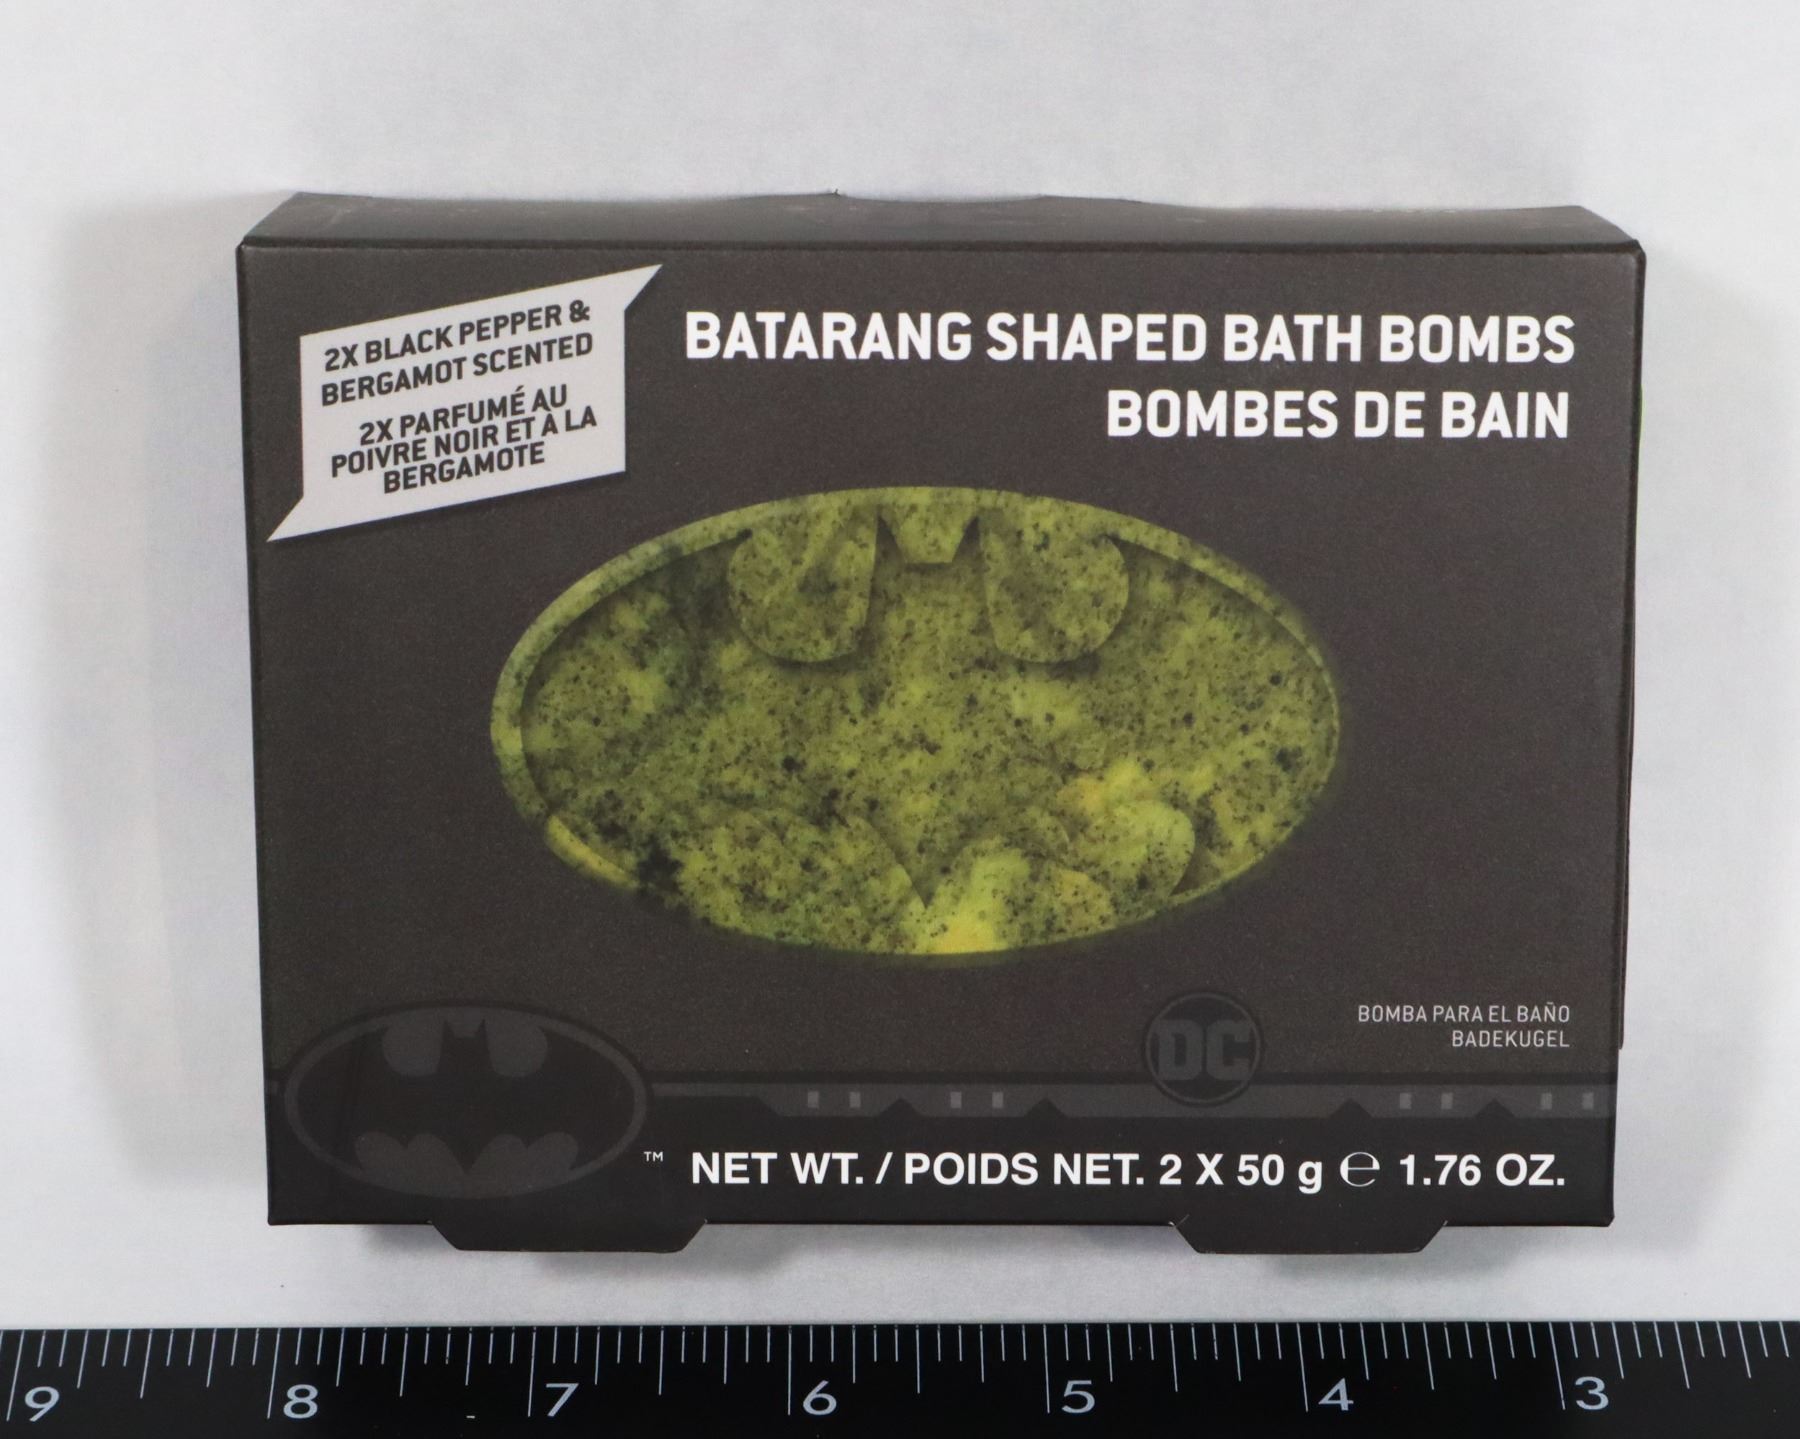 2X BLACK PEPPER &
BERGAMOT SCENTED
2X PARFUMÉ AU
POIVRE NOIR ET À LA
BERGAMOTE
BATARANG SHAPED BATH BOMBS
BOMBES DE BAIN
BOMBA PARA EL BAÑO
BADEKUGEL
DC
™ NET WT. / POIDS NET. 2 X 50 g ℮ 1.76 OZ.
9 8 7 6 5 4 3